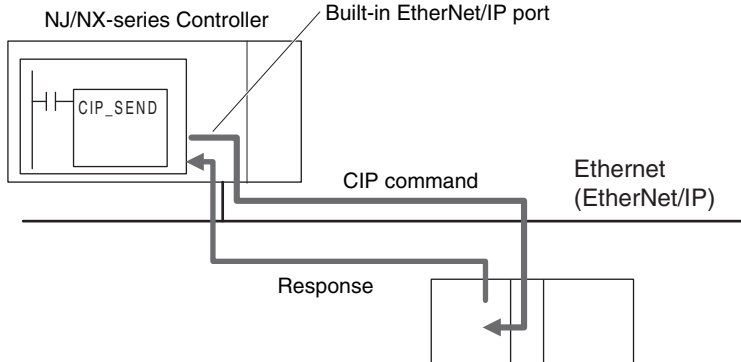 NJ/NX-series Controller
Built-in EtherNet/IP port
CIP_SEND
CIP command
Ethernet
(EtherNet/IP)
Response